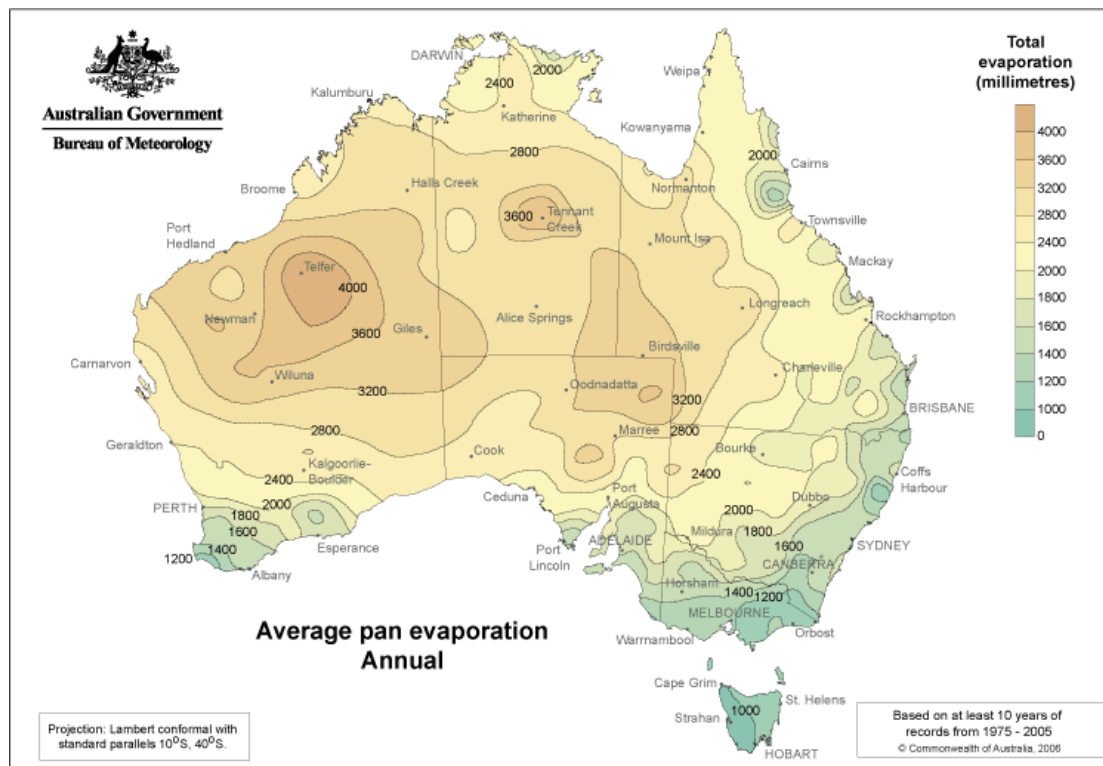 Australian Government
Bureau of Meteorology
Total
evaporation
(millimetres)
4000
3600
3200
2800
2400
2000
1800
1600
1400
1200
1000
0
DARWIN
2000
2400
Weipa
Kalumburu
Katherine
Kowanyama
2800
2000
Cairns
Halls Creek
Normanton
Broome
3600
Tennant
Creek
Townsville
Port
Hedland
Mount Isa
Telfer
Mackay
4000
Newman
Longreach
Alice Springs
Rockhampton
3600
Giles
Birdsville
Carnarvon
Wiluna
Charleville
3200
Oodnadatta
3200
BRISBANE
2800
Marree
2800
Geraldton
Bourke
Cook
Kalgoorlie-
Boulder
2400
2400
Coffs
Harbour
Ceduna
Port
Augusta
Dubbo
2000
PERTH
2000
1800
Mildura
1800
1600
ADELAIDE
1600
SYDNEY
1400
Esperance
Port
Lincoln
1200
Albany
CANBERRA
Horsham
1400
1200
MELBOURNE
Warrnambool
Orbost
Average pan evaporation
Annual
Cape Grim
St. Helens
1000
Strahan
HOBART
Projection: Lambert conformal with
standard parallels 10°S, 40°S.
Based on at least 10 years of
records from 1975 - 2005
© Commonwealth of Australia, 2006